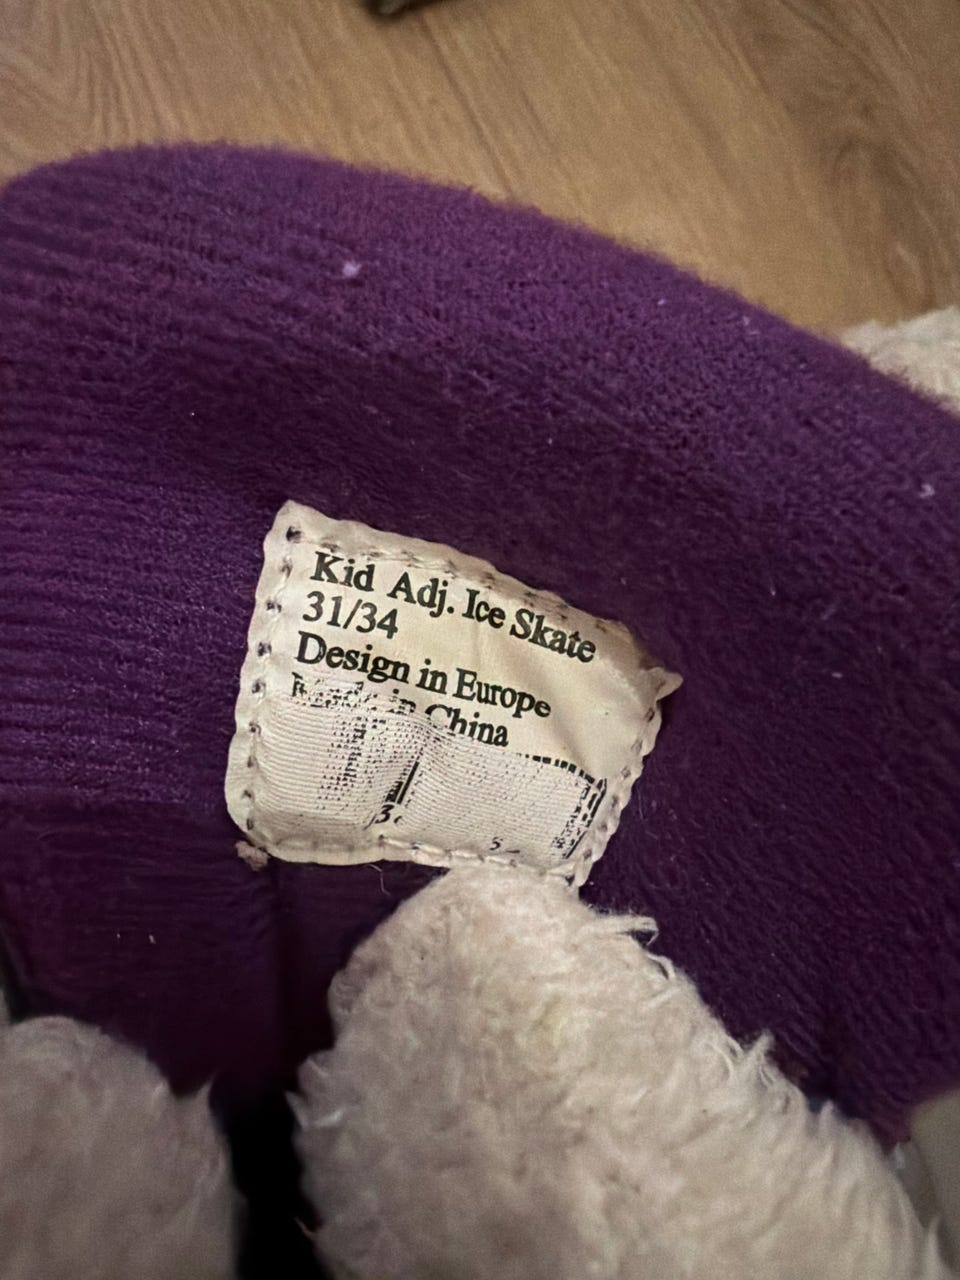 Kid Adj. Ice Skate
31/34
Design in Europe
Made in China